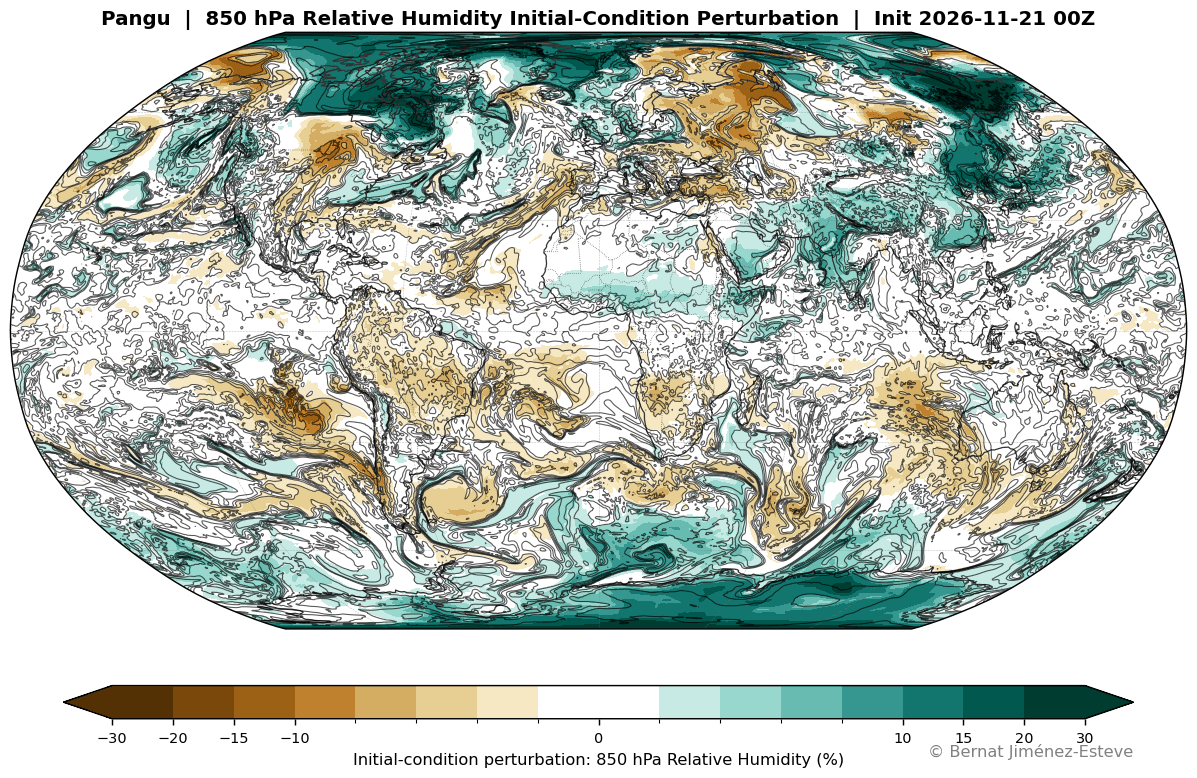 Pangu | 850 hPa Relative Humidity Initial-Condition Perturbation | Init 2026-11-21 00Z
−30 −20 −15 −10 0 10 15 20 30
Initial-condition perturbation: 850 hPa Relative Humidity (%)
© Bernat Jiménez-Esteve